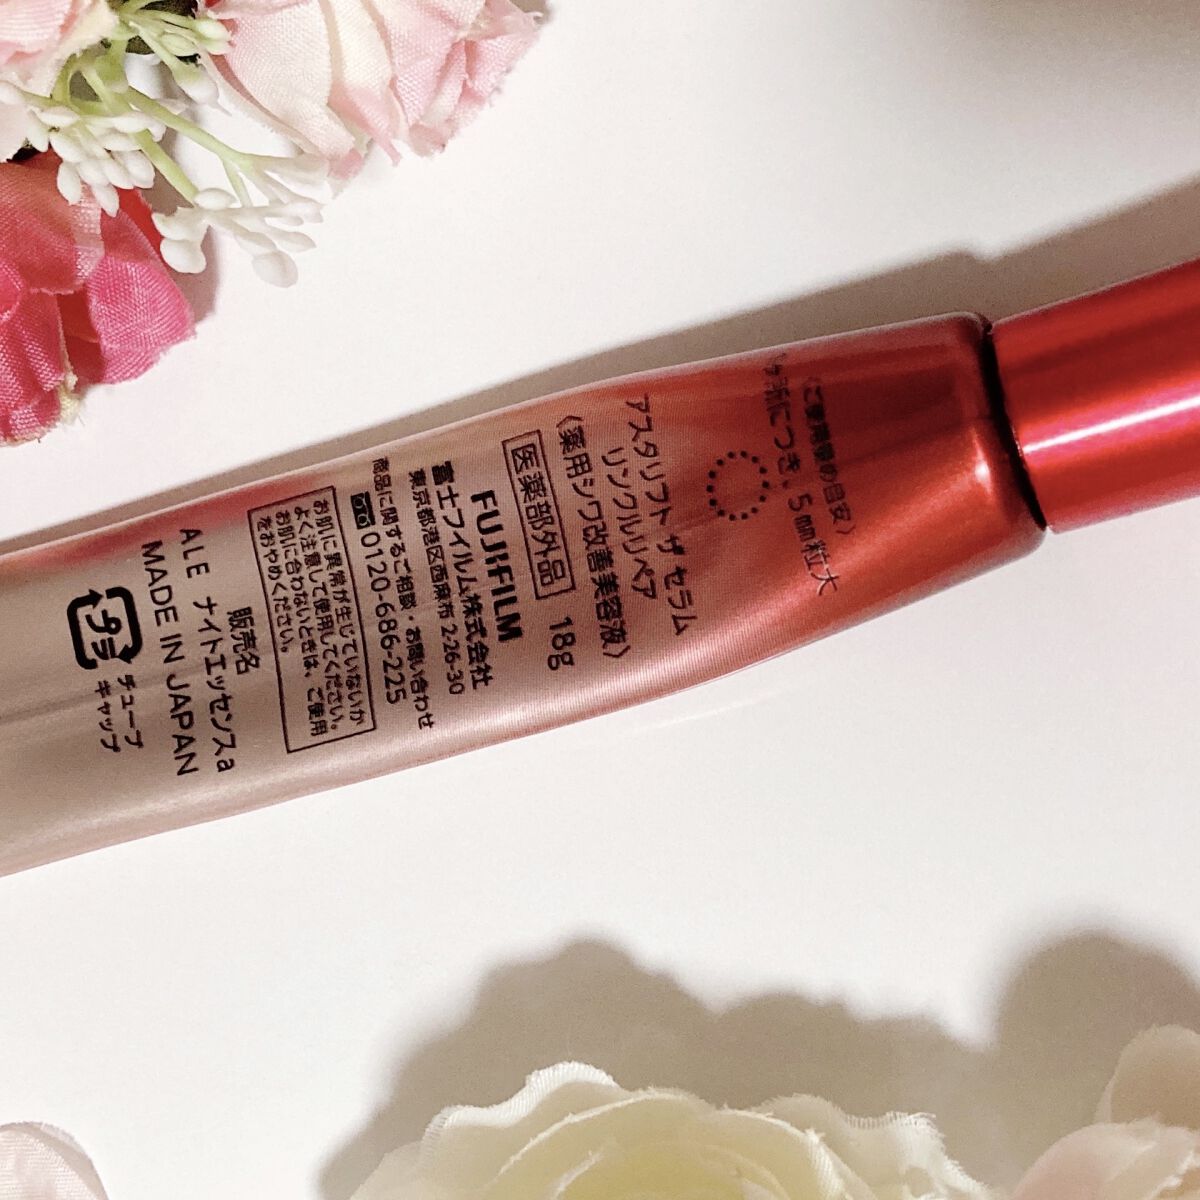 〈ご使用量の目安〉
1ヶ所につき、5mm粒大
アスタリフト ザ セラム
リンクルリペア
〈薬用シワ改善美容液〉
医薬部外品 18g
FUJIFILM
富士フイルム株式会社
東京都港区西麻布 2-26-30
商品に関するご相談・お問い合わせ
0120-686-225
お肌に異常が生じていないか
よく注意して使用してください。
お肌に合わないときは、ご使用
をおやめください。
販売名
ALE ナイトエッセンスa
MADE IN JAPAN
プラ
チューブ
キャップ